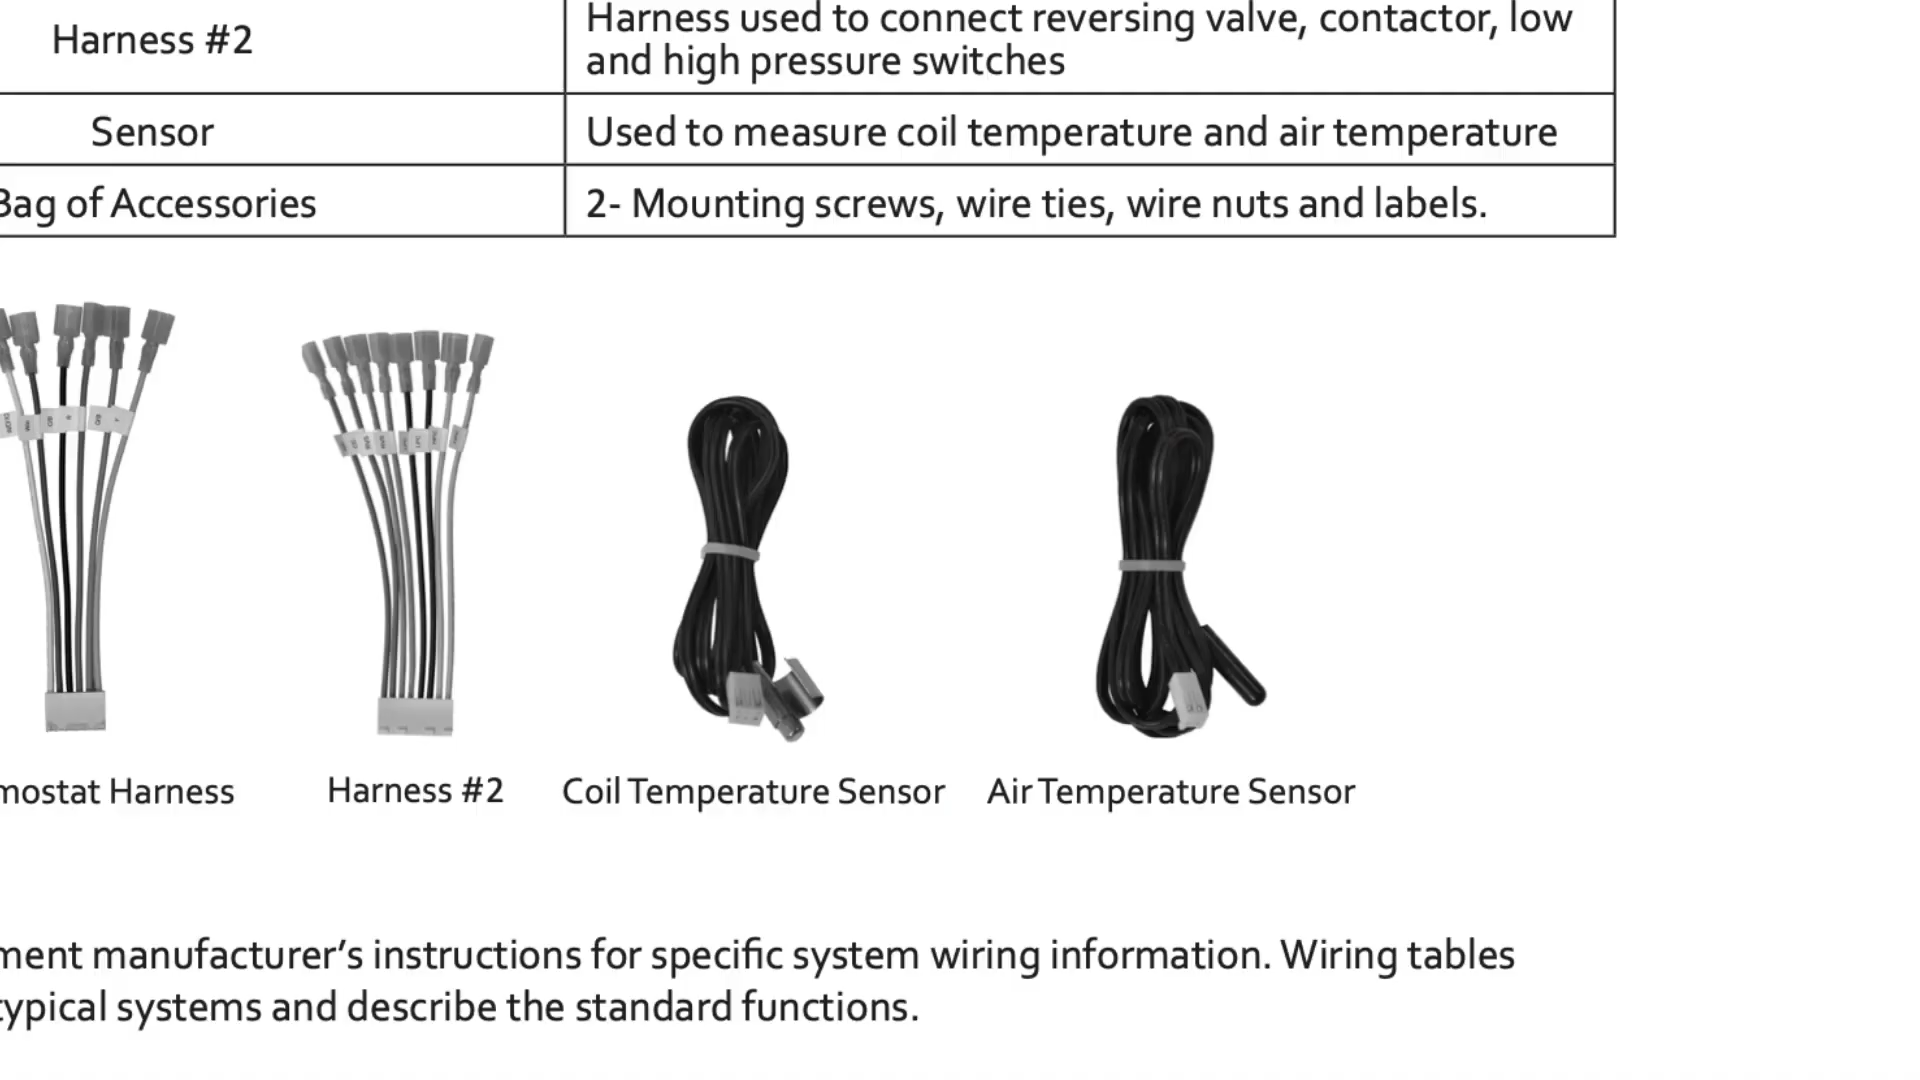 Harness #2
Harness used to connect reversing valve, contactor, low
and high pressure switches
Sensor
Used to measure coil temperature and air temperature
Bag of Accessories
2- Mounting screws, wire ties, wire nuts and labels.
Harness
Harness #2
Coil Temperature Sensor
Air Temperature Sensor
manufacturer’s instructions for specific system wiring information. Wiring tables
typical systems and describe the standard functions.